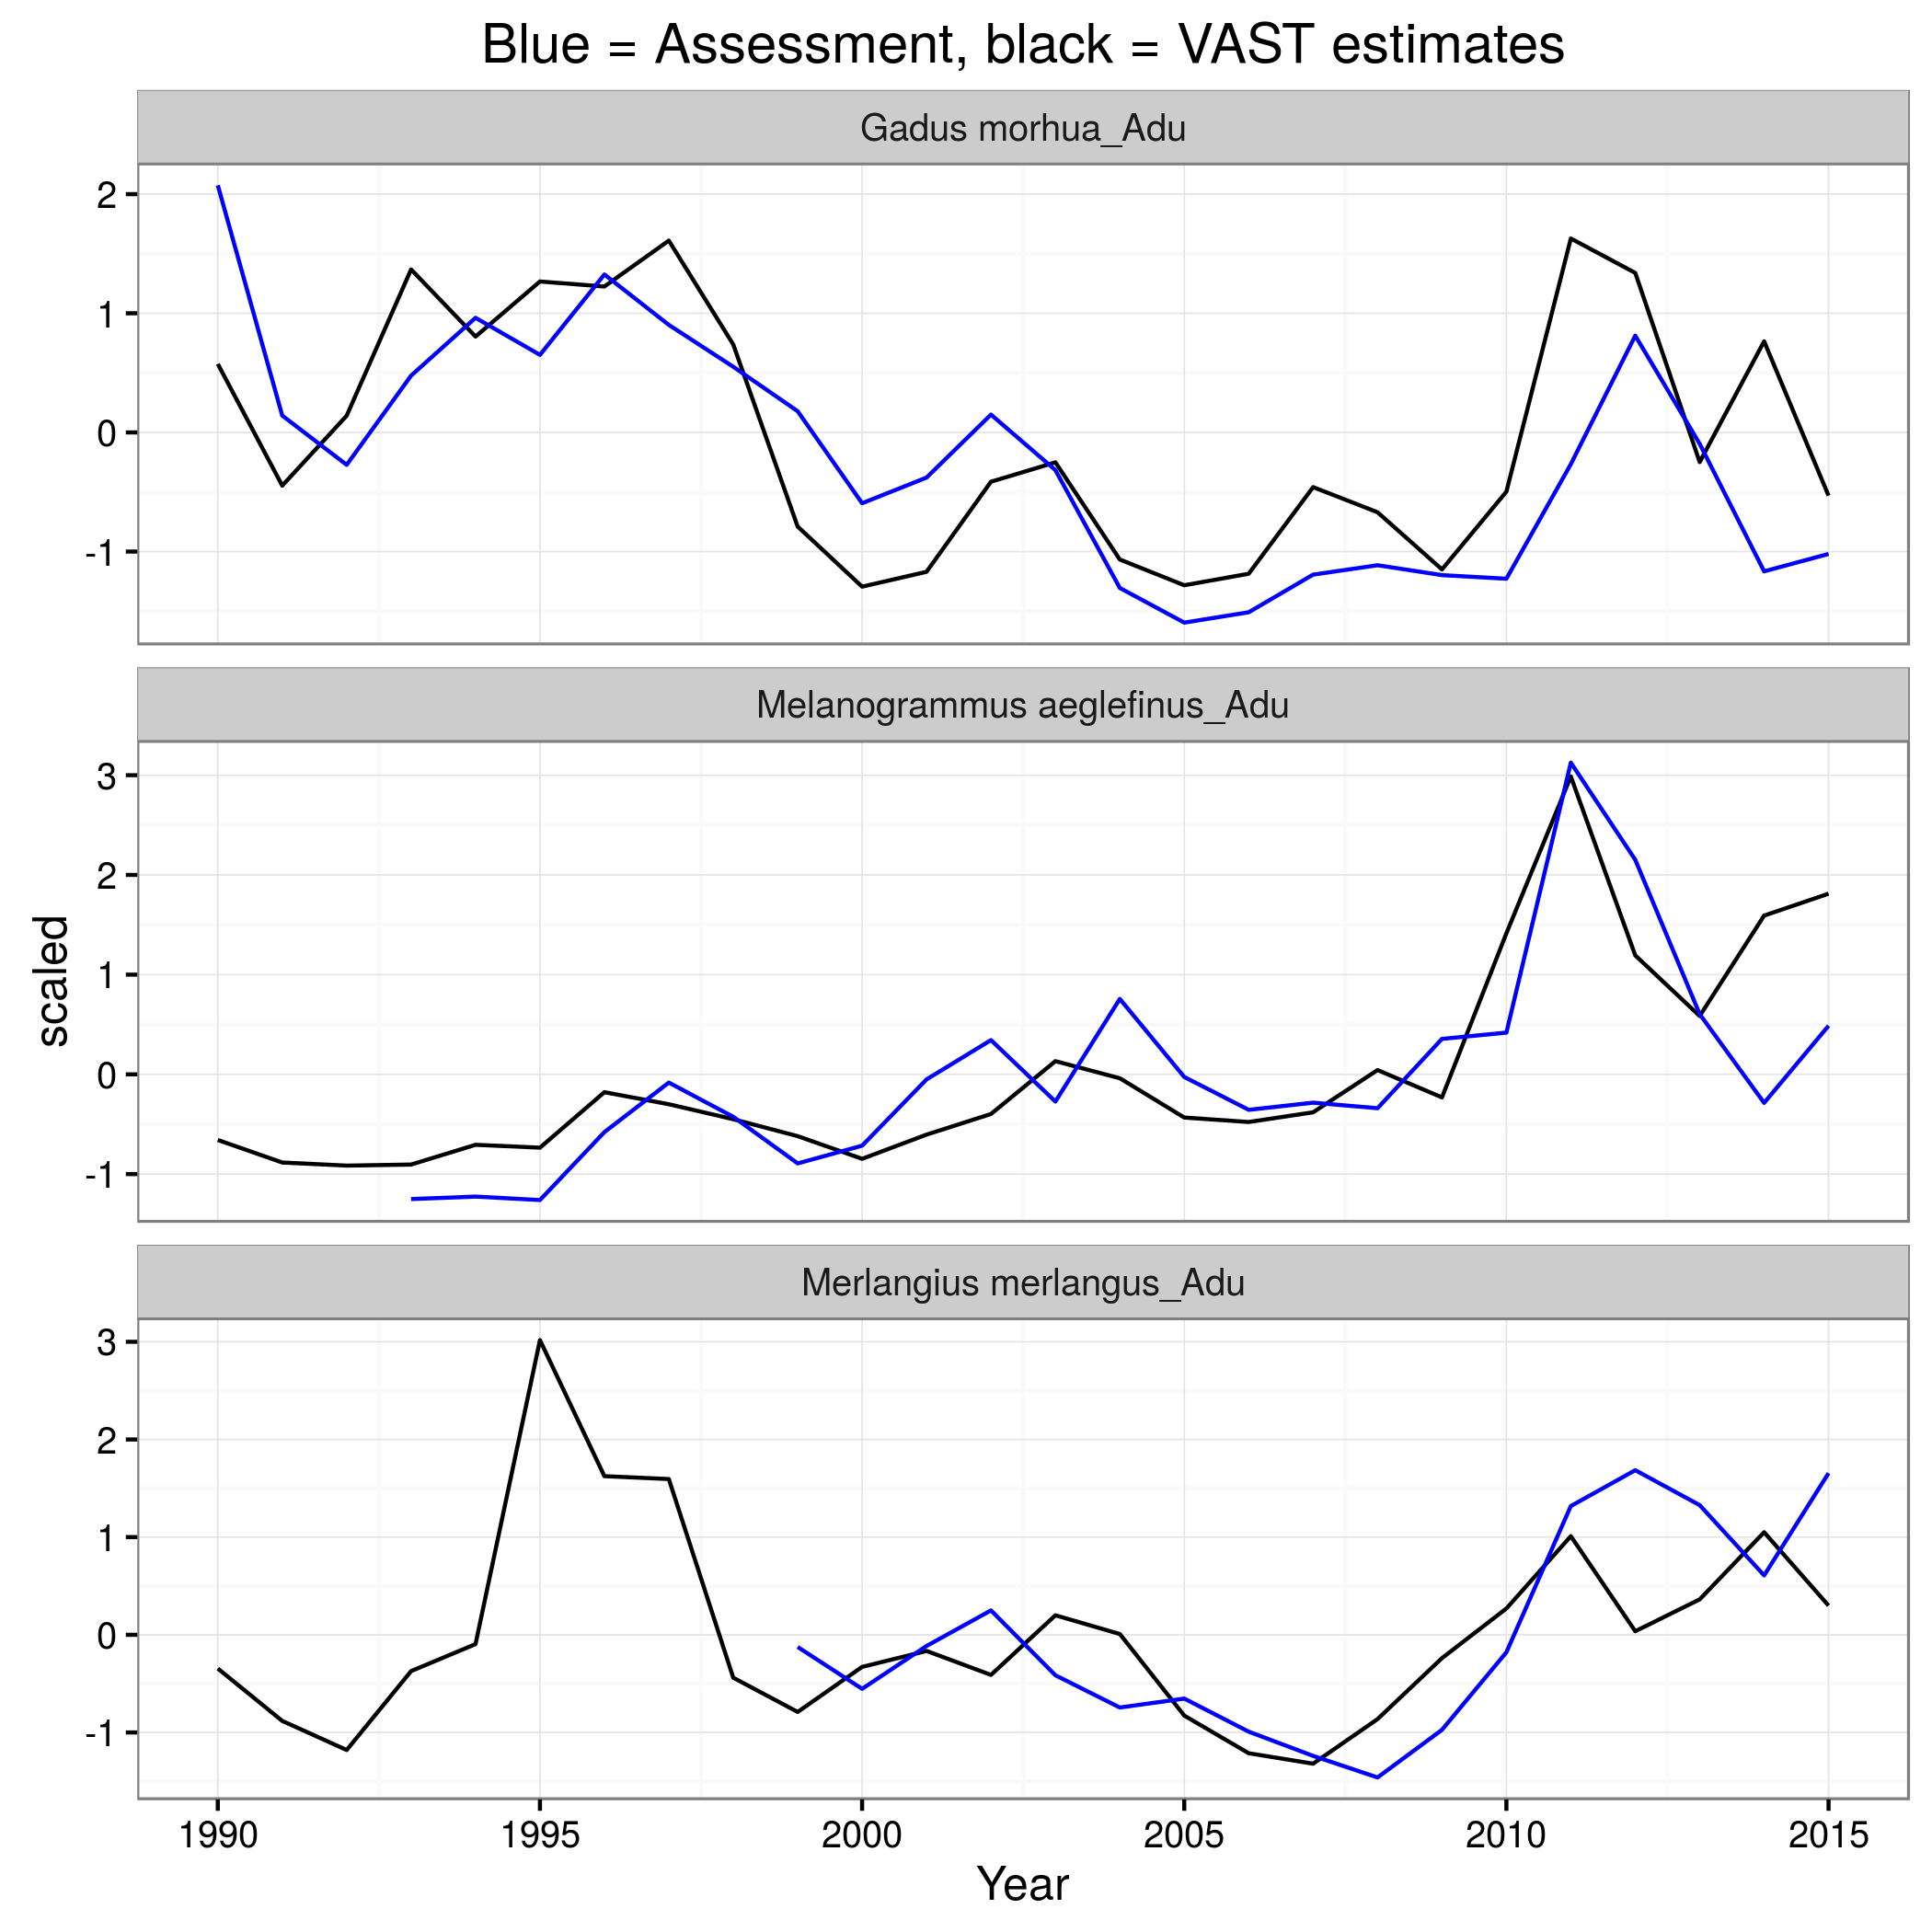 Blue = Assessment, black = VAST estimates
Gadus morhua_Adu
2
1
0
-1
Melanogrammus aeglefinus_Adu
3
2
1
0
-1
scaled
Merlangius merlangus_Adu
3
2
1
0
-1
1990 1995 2000 2005 2010 2015
Year